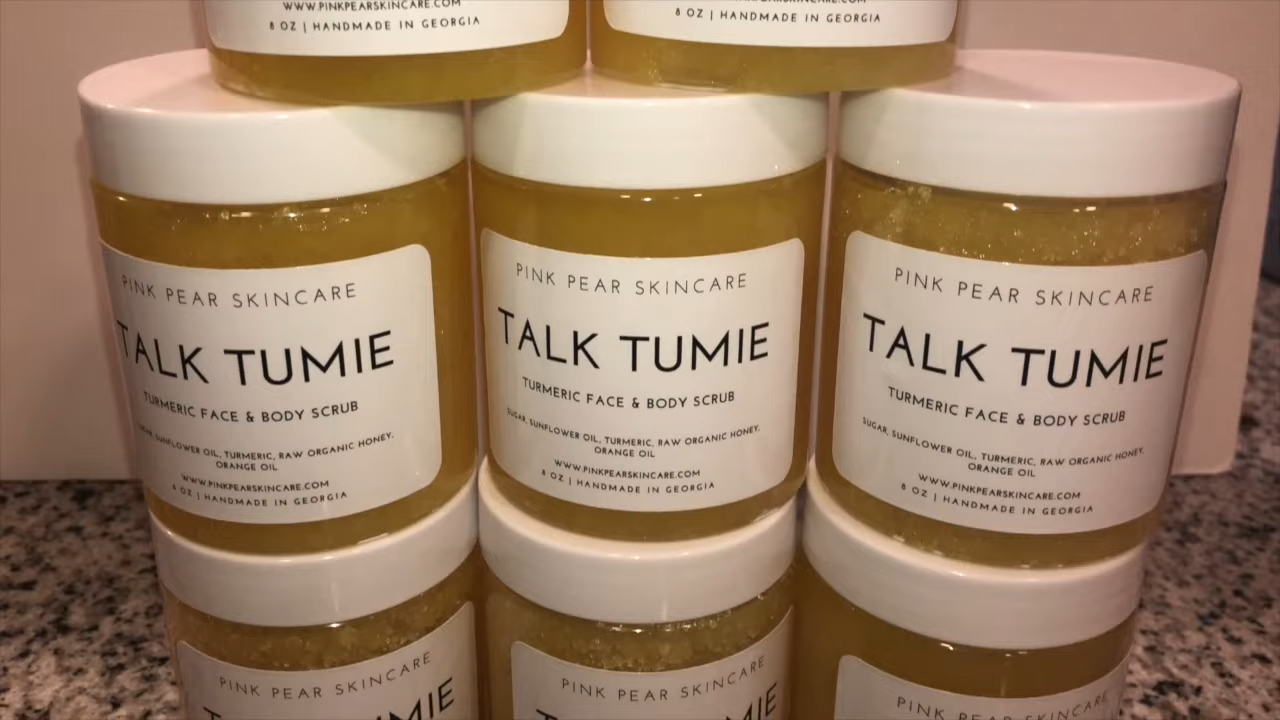 WWW.PINKPEARSKINCARE.COM
8 OZ | HANDMADE IN GEORGIA
8 OZ | HANDMADE IN GEORGIA
PINK PEAR SKINCARE
TALK TUMIE
TURMERIC FACE & BODY SCRUB
SUGAR, SUNFLOWER OIL, TURMERIC, RAW ORGANIC HONEY,
ORANGE OIL
WWW.PINKPEARSKINCARE.COM
8 OZ | HANDMADE IN GEORGIA
PINK PEAR SKINCARE
TALK TUMIE
TURMERIC FACE & BODY SCRUB
SUGAR, SUNFLOWER OIL, TURMERIC, RAW ORGANIC HONEY,
ORANGE OIL
WWW.PINKPEARSKINCARE.COM
8 OZ | HANDMADE IN GEORGIA
PINK PEAR SKINCARE
TALK TUMIE
TURMERIC FACE & BODY SCRUB
SUGAR, SUNFLOWER OIL, TURMERIC, RAW ORGANIC HONEY,
ORANGE OIL
WWW.PINKPEARSKINCARE.COM
8 OZ | HANDMADE IN GEORGIA
PINK PEAR SKINCARE
PINK PEAR SKINCARE
PINK PEAR SKINCARE